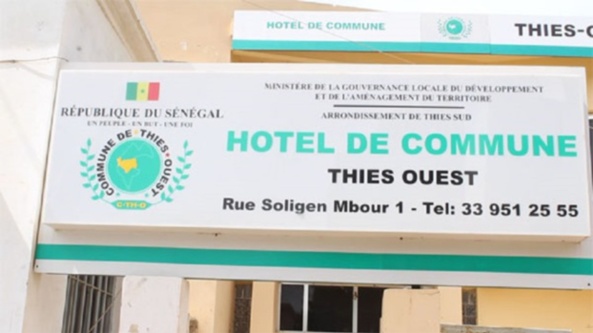 HOTEL DE COMMUNE
THIES-O
RÉPUBLIQUE DU SÉNÉGAL
UN PEUPLE - UN BUT - UNE FOI
COMMUNE DE THIES-OUEST
C-TH-O
MINISTÈRE DE LA GOUVERNANCE LOCALE DU DÉVELOPPEMENT
ET DE L'AMÉNAGEMENT DU TERRITOIRE
ARRONDISSEMENT DE THIES SUD
HOTEL DE COMMUNE
THIES OUEST
Rue Soligen Mbour 1 - Tel: 33 951 25 55